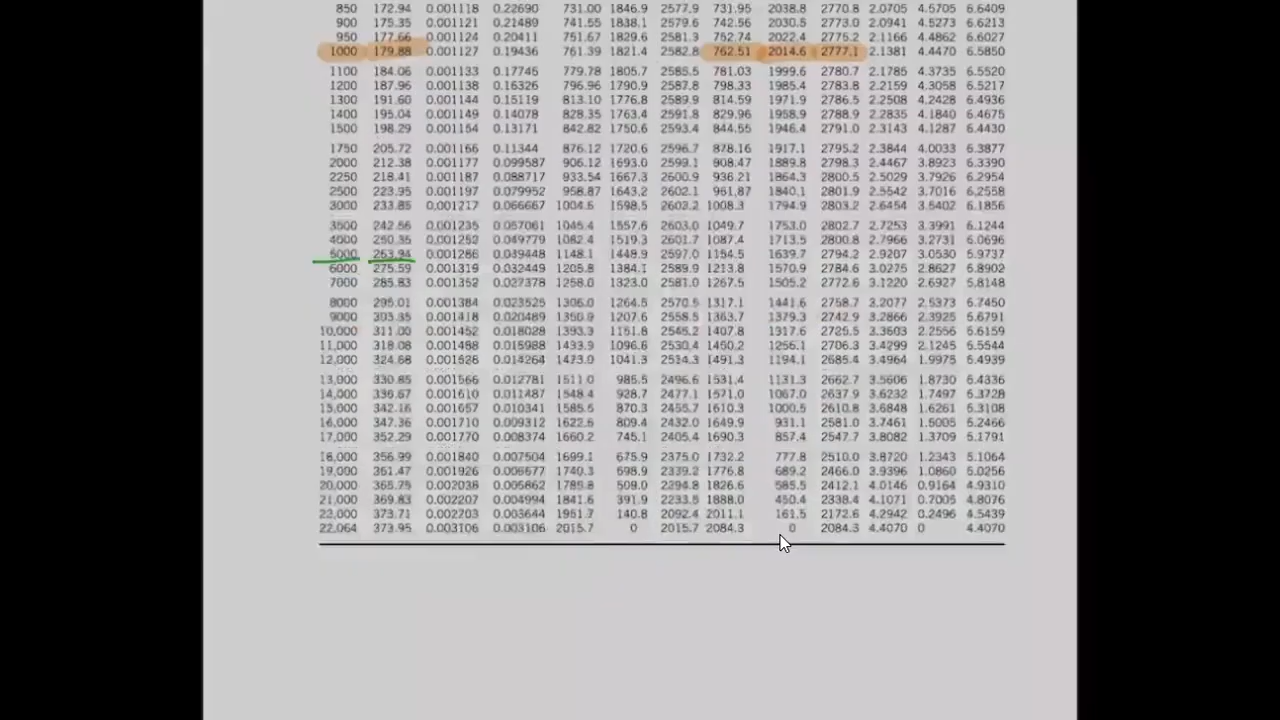 850 172.94 0.001118 0.22690 731.00 1846.9 2577.9 731.95 2038.8 2770.8 2.0705 4.5705 6.6409
900 175.35 0.001121 0.21489 741.55 1838.1 2579.6 742.56 2030.5 2773.0 2.0941 4.5273 6.6213
950 177.66 0.001124 0.20411 751.67 1829.6 2581.3 752.74 2022.4 2775.2 2.1166 4.4862 6.6027
1000 179.88 0.001127 0.19436 761.39 1821.4 2582.8 762.51 2014.6 2777.1 2.1381 4.4470 6.5850
1100 184.06 0.001133 0.17745 779.78 1805.7 2585.5 781.03 1999.6 2780.7 2.1785 4.3735 6.5520
1200 187.96 0.001138 0.16326 796.96 1790.9 2587.8 798.33 1985.4 2783.8 2.2159 4.3058 6.5217
1300 191.60 0.001144 0.15119 813.10 1776.8 2589.9 814.59 1971.9 2786.5 2.2508 4.2428 6.4936
1400 195.04 0.001149 0.14078 828.35 1763.4 2591.8 829.96 1958.9 2788.9 2.2835 4.1840 6.4675
1500 198.29 0.001154 0.13171 842.82 1750.6 2593.4 844.55 1946.4 2791.0 2.3143 4.1287 6.4430
1750 205.72 0.001166 0.11344 876.12 1720.6 2596.7 878.16 1917.1 2795.2 2.3844 4.0033 6.3877
2000 212.38 0.001177 0.099587 906.12 1693.0 2599.1 908.47 1889.8 2798.3 2.4467 3.8923 6.3390
2250 218.41 0.001187 0.088717 933.54 1667.3 2600.9 936.21 1864.3 2800.5 2.5029 3.7926 6.2954
2500 223.95 0.001197 0.079952 958.87 1643.2 2602.1 961.87 1840.1 2801.9 2.5542 3.7016 6.2558
3000 233.85 0.001217 0.066667 1004.6 1598.5 2603.2 1008.3 1794.9 2803.2 2.6454 3.5402 6.1856
3500 242.56 0.001235 0.057061 1045.4 1557.6 2603.0 1049.7 1753.0 2802.7 2.7253 3.3991 6.1244
4000 250.35 0.001252 0.049779 1082.4 1519.3 2601.7 1087.4 1713.5 2800.8 2.7966 3.2731 6.0696
5000 263.94 0.001286 0.039448 1148.1 1448.9 2597.0 1154.5 1639.7 2794.2 2.9207 3.0530 5.9737
6000 275.59 0.001319 0.032449 1205.8 1384.1 2589.9 1213.8 1570.9 2784.6 3.0275 2.8627 5.8902
7000 285.83 0.001352 0.027378 1258.0 1323.0 2581.0 1267.5 1505.2 2772.6 3.1220 2.6927 5.8148
8000 295.01 0.001384 0.023525 1306.0 1264.5 2570.5 1317.1 1441.6 2758.7 3.2077 2.5373 5.7450
9000 303.35 0.001418 0.020489 1350.9 1207.6 2558.5 1363.7 1379.3 2742.9 3.2866 2.3925 5.6791
10,000 311.00 0.001452 0.018028 1393.3 1151.8 2545.2 1407.8 1317.6 2725.5 3.3603 2.2556 5.6159
11,000 318.08 0.001488 0.015988 1433.9 1096.6 2530.4 1450.2 1256.1 2706.3 3.4299 2.1245 5.5544
12,000 324.68 0.001526 0.014264 1473.0 1041.3 2514.3 1491.3 1194.1 2685.4 3.4964 1.9975 5.4939
13,000 330.85 0.001566 0.012781 1511.0 985.5 2496.6 1531.4 1131.3 2662.7 3.5606 1.8730 5.4336
14,000 336.67 0.001610 0.011487 1548.4 928.7 2477.1 1571.0 1067.0 2637.9 3.6232 1.7497 5.3728
15,000 342.16 0.001657 0.010341 1585.5 870.3 2455.7 1610.3 1000.5 2610.8 3.6848 1.6261 5.3108
16,000 347.36 0.001710 0.009312 1622.6 809.4 2432.0 1649.9 931.1 2581.0 3.7461 1.5005 5.2466
17,000 352.29 0.001770 0.008374 1660.2 745.1 2405.4 1690.3 857.4 2547.7 3.8082 1.3709 5.1791
18,000 356.99 0.001840 0.007504 1699.1 675.9 2375.0 1732.2 777.8 2510.0 3.8720 1.2343 5.1064
19,000 361.47 0.001926 0.006677 1740.3 598.9 2339.2 1776.8 689.2 2466.0 3.9396 1.0860 5.0256
20,000 365.75 0.002038 0.005862 1785.8 509.0 2294.8 1826.6 585.5 2412.1 4.0146 0.9164 4.9310
21,000 369.83 0.002207 0.004994 1841.6 391.9 2233.5 1888.0 450.4 2338.4 4.1071 0.7005 4.8076
22,000 373.71 0.002703 0.003644 1951.7 140.8 2092.4 2011.1 161.5 2172.6 4.2942 0.2496 4.5439
22,064 373.95 0.003106 0.003106 2015.7 0 2015.7 2084.3 0 2084.3 4.4070 0 4.4070